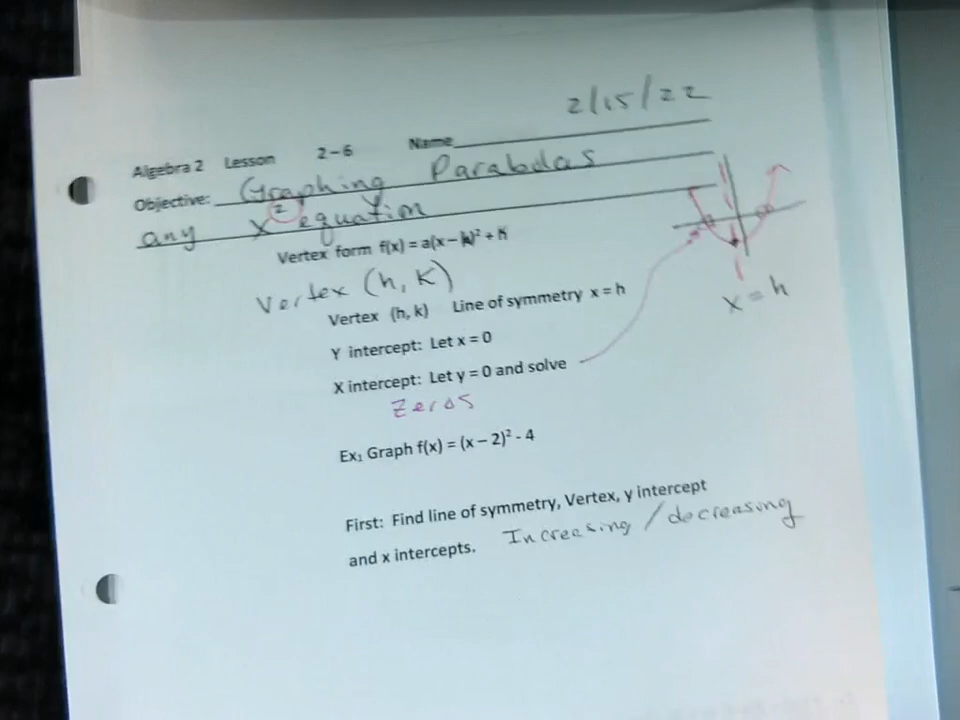 2/15/22
Algebra 2 Lesson 2-6 Name
Objective: Graphing Parabolas
any x² equation
Vertex form f(x) = a(x – h)² + k
Vertex (h, K)
x = h
Vertex (h, k) Line of symmetry x = h
Y intercept: Let x = 0
X intercept: Let y = 0 and solve
Zeros
Ex₁ Graph f(x) = (x – 2)² - 4
First: Find line of symmetry, Vertex, y intercept
and x intercepts. Increasing / decreasing